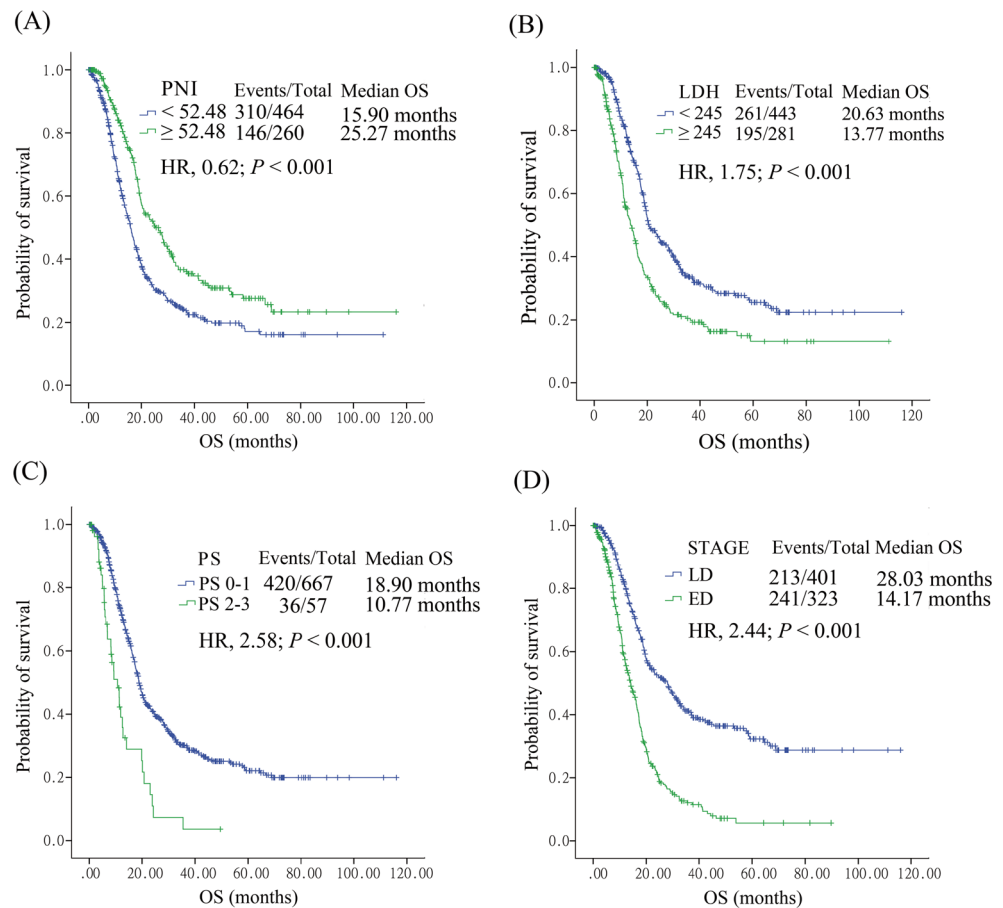 (A)
PNI Events/Total Median OS
< 52.48 310/464 15.90 months
≥ 52.48 146/260 25.27 months
HR, 0.62; P < 0.001
Probability of survival
1.0
0.8
0.6
0.4
0.2
0.0
.00 20.00 40.00 60.00 80.00 100.00 120.00
OS (months)
(B)
LDH Events/Total Median OS
< 245 261/443 20.63 months
≥ 245 195/281 13.77 months
HR, 1.75; P < 0.001
Probability of survival
1.0
0.8
0.6
0.4
0.2
0.0
0 20 40 60 80 100 120
OS (months)
(C)
PS Events/Total Median OS
PS 0-1 420/667 18.90 months
PS 2-3 36/57 10.77 months
HR, 2.58; P < 0.001
Probability of survival
1.0
0.8
0.6
0.4
0.2
0.0
.00 20.00 40.00 60.00 80.00 100.00 120.00
OS (months)
(D)
STAGE Events/Total Median OS
LD 213/401 28.03 months
ED 241/323 14.17 months
HR, 2.44; P < 0.001
Probability of survival
1.0
0.8
0.6
0.4
0.2
0.0
.00 20.00 40.00 60.00 80.00 100.00 120.00
OS (months)